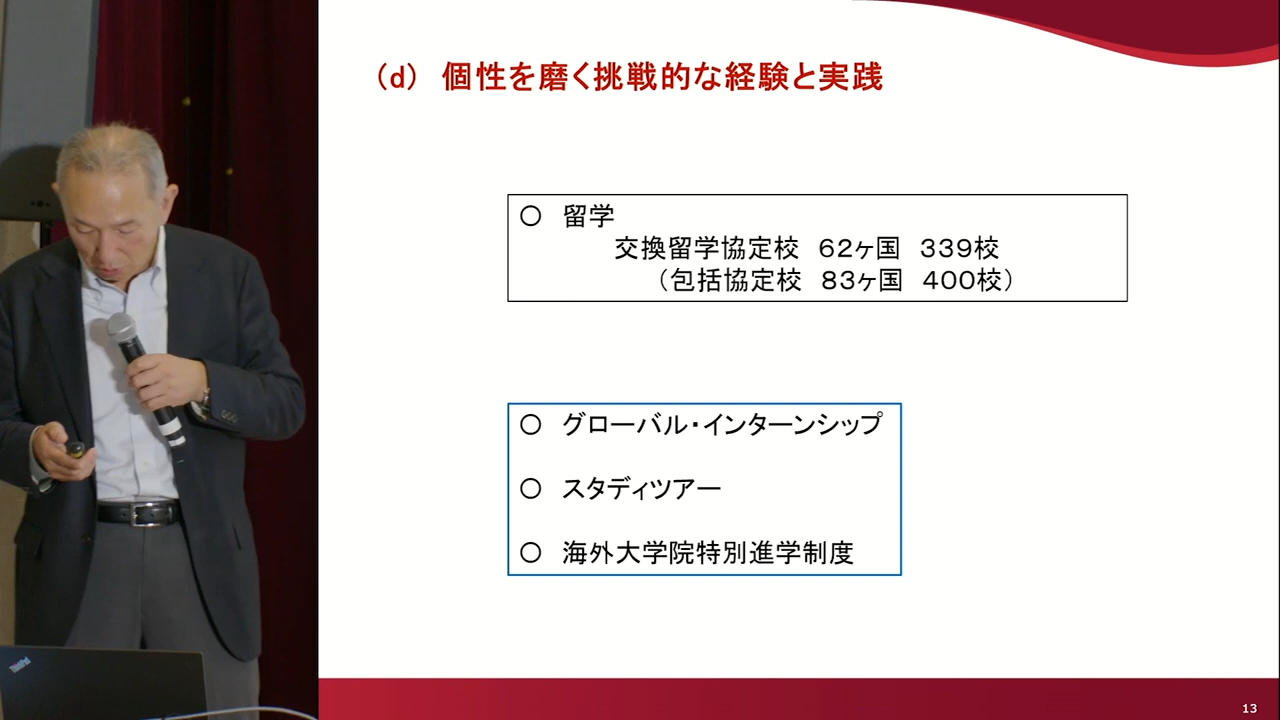 （d） 個性を磨く挑戦的な経験と実践
○ 留学
交換留学協定校 ６２ヶ国 ３３９校
（包括協定校 ８３ヶ国 ４００校）
○ グローバル・インターンシップ
○ スタディツアー
○ 海外大学院特別進学制度
ThinkPad
13